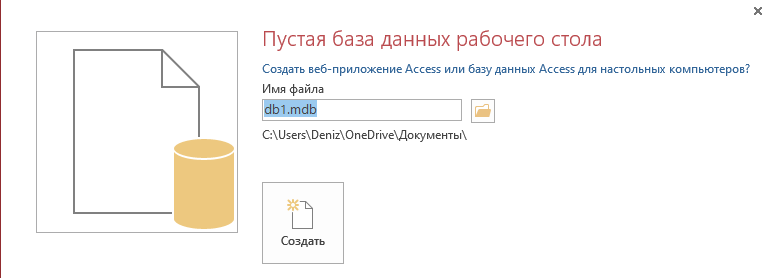 Пустая база данных рабочего стола
Создать веб-приложение Access или базу данных Access для настольных компьютеров?
Имя файла
db1.mdb
C:\Users\Deniz\OneDrive\Документы\
Создать